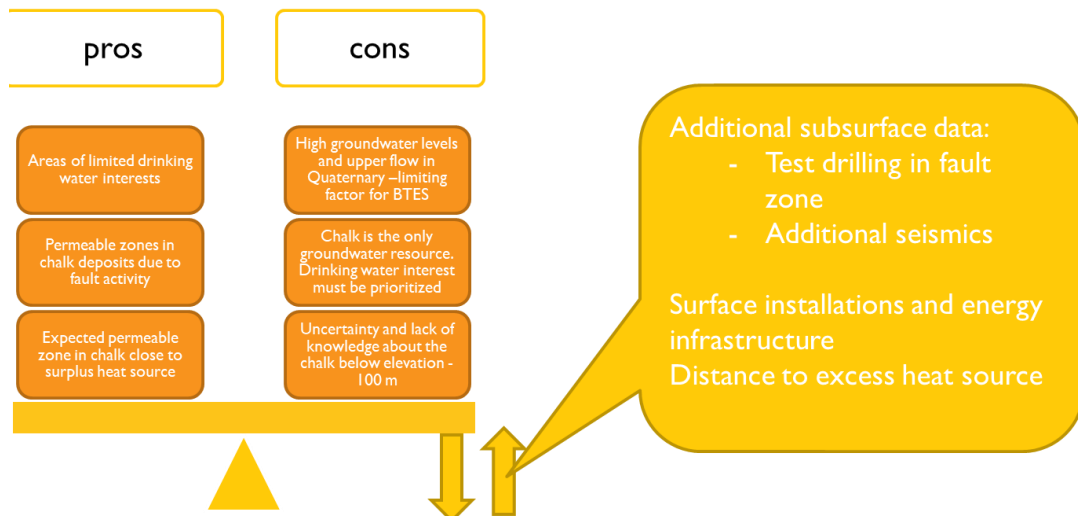 pros
cons
Areas of limited drinking
water interests
Permeable zones in
chalk deposits due to
fault activity
Expected permeable
zone in chalk close to
surplus heat source
High groundwater levels
and upper flow in
Quaternary –limiting
factor for BTES
Chalk is the only
groundwater resource.
Drinking water interest
must be prioritized
Uncertainty and lack of
knowledge about the
chalk below elevation -
100 m
Additional subsurface data:
- Test drilling in fault
zone
- Additional seismics
Surface installations and energy
infrastructure
Distance to excess heat source